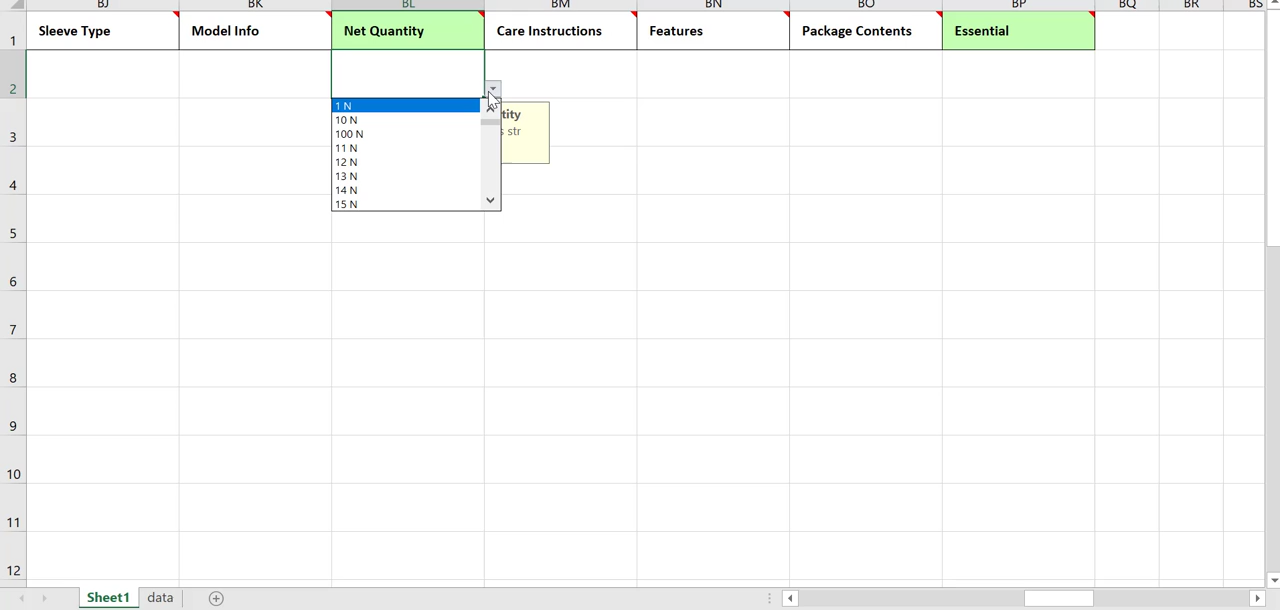 BJ BK BL BM BN BO BP BQ BR BS
1 Sleeve Type Model Info Net Quantity Care Instructions Features Package Contents Essential
2
1 N
tity
10 N
s str
100 N
3
11 N
12 N
13 N
4
14 N
15 N
5
6
7
8
9
10
11
12
Sheet1 data